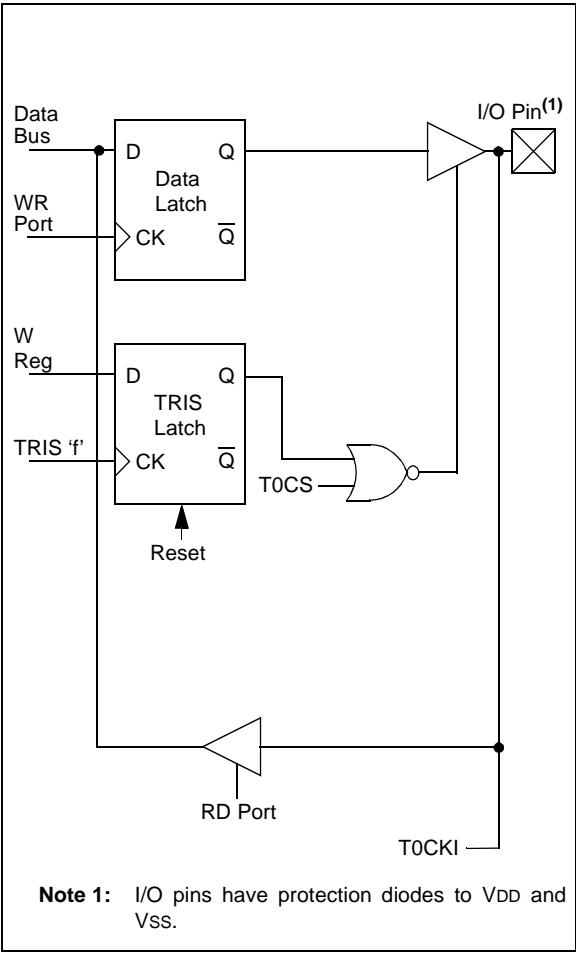 I/O Pin(1)
Data
Bus
D Q
Data
Latch
WR
Port
CK Q̅
W
Reg
D Q
TRIS
Latch
TRIS ‘f’
CK Q̅
T0CS
Reset
RD Port
T0CKI
Note 1: I/O pins have protection diodes to VDD and
VSS.